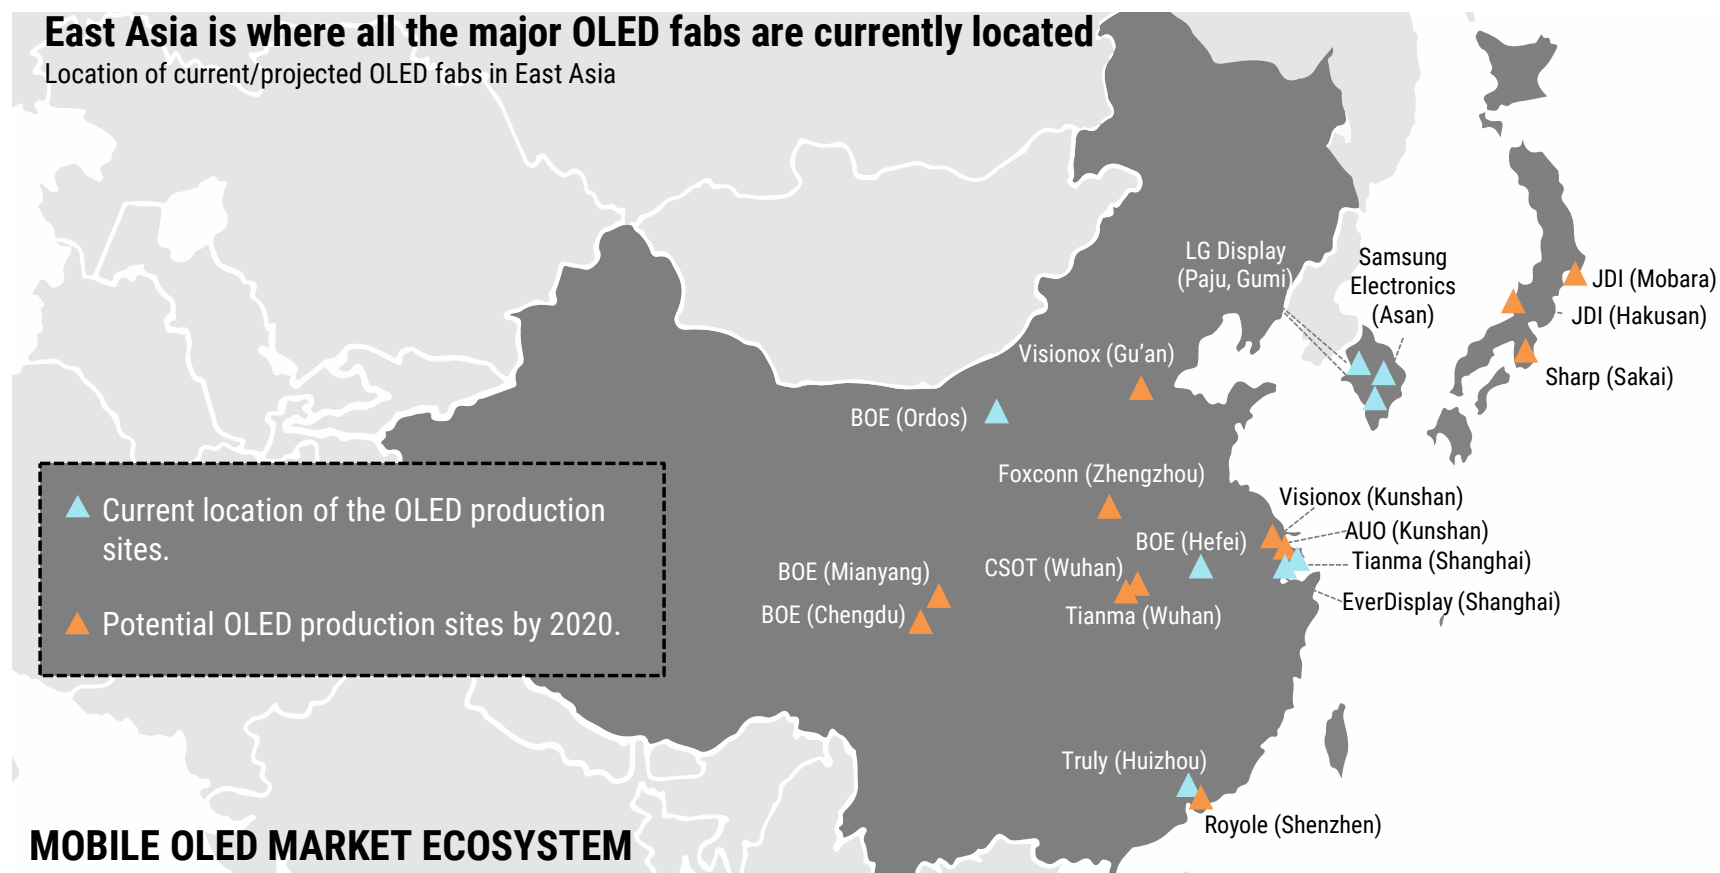 East Asia is where all the major OLED fabs are currently located
Location of current/projected OLED fabs in East Asia
LG Display
(Paju, Gumi)
Samsung
Electronics
(Asan)
JDI (Mobara)
JDI (Hakusan)
Sharp (Sakai)
Visionox (Gu’an)
BOE (Ordos)
Foxconn (Zhengzhou)
Visionox (Kunshan)
AUO (Kunshan)
BOE (Hefei)
Tianma (Shanghai)
CSOT (Wuhan)
BOE (Mianyang)
EverDisplay (Shanghai)
BOE (Chengdu)
Tianma (Wuhan)
Current location of the OLED production
sites.
Potential OLED production sites by 2020.
Truly (Huizhou)
Royole (Shenzhen)
MOBILE OLED MARKET ECOSYSTEM